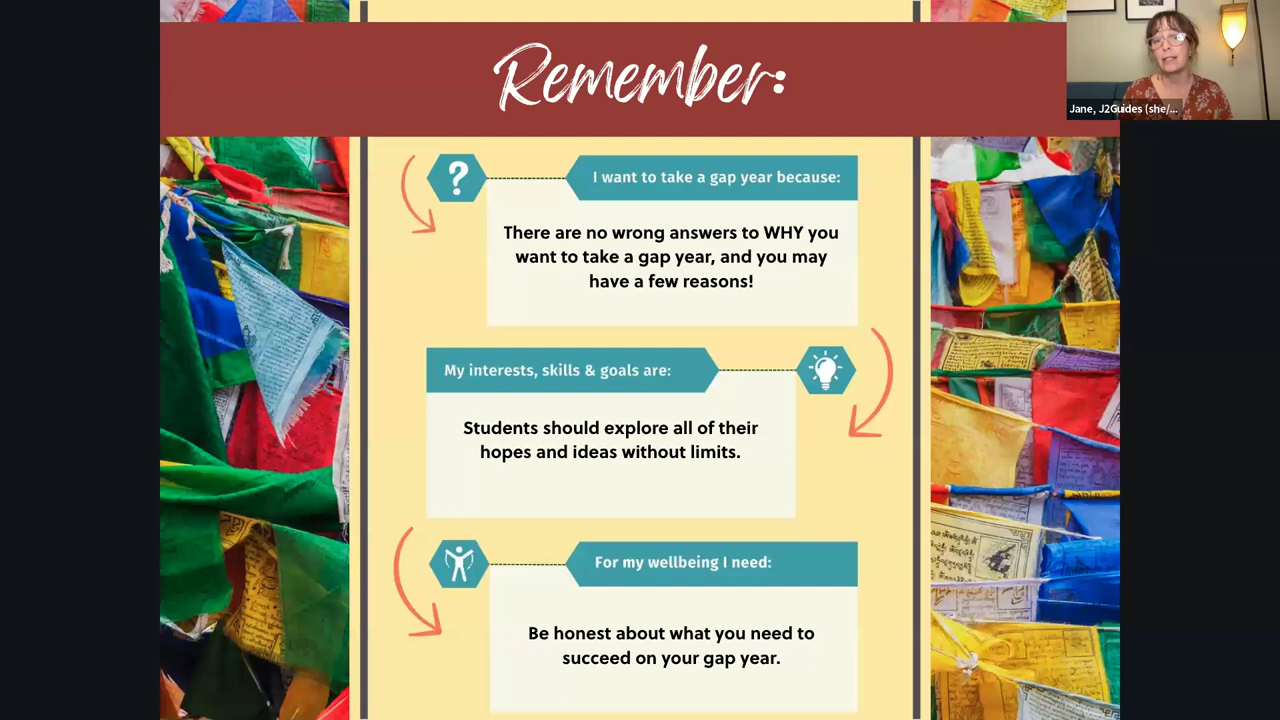 Remember:
Jane, J2Guides (she/...
?
I want to take a gap year because:
There are no wrong answers to WHY you
want to take a gap year, and you may
have a few reasons!
My interests, skills & goals are:
Students should explore all of their
hopes and ideas without limits.
For my wellbeing I need:
Be honest about what you need to
succeed on your gap year.